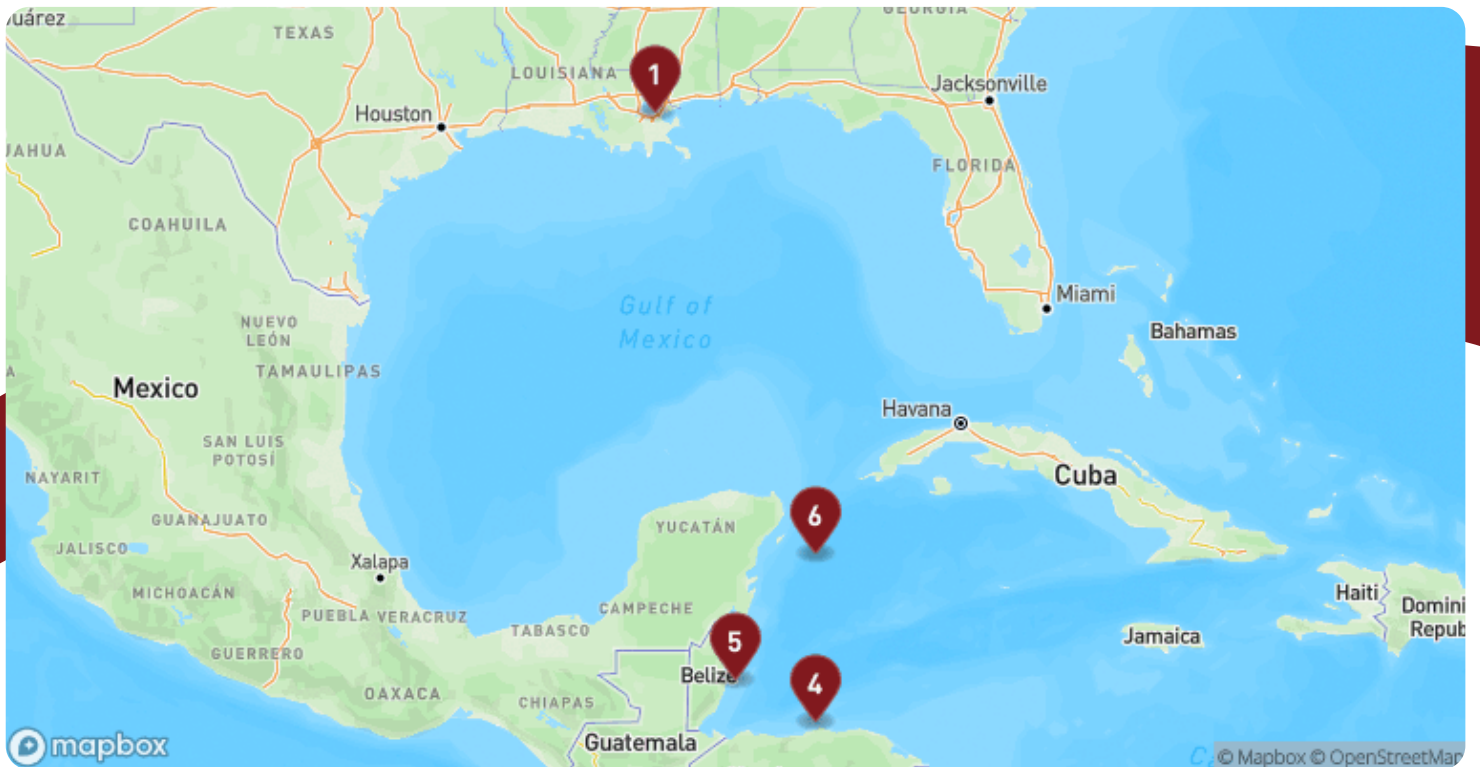 TEXAS
GEORGIA
LOUISIANA
1
Jacksonville
Houston
FLORIDA
COAHUILA
Gulf of
Mexico
Miami
Bahamas
NUEVO
LEÓN
TAMAULIPAS
Mexico
Havana
SAN LUIS
POTOSÍ
Cuba
NAYARIT
6
YUCATÁN
GUANAJUATO
JALISCO
Xalapa
MICHOACÁN
Haiti
PUEBLA
VERACRUZ
CAMPECHE
Domini
Repub
TABASCO
Jamaica
5
GUERRERO
Belize
4
OAXACA
CHIAPAS
Guatemala
mapbox
© Mapbox © OpenStreetMap